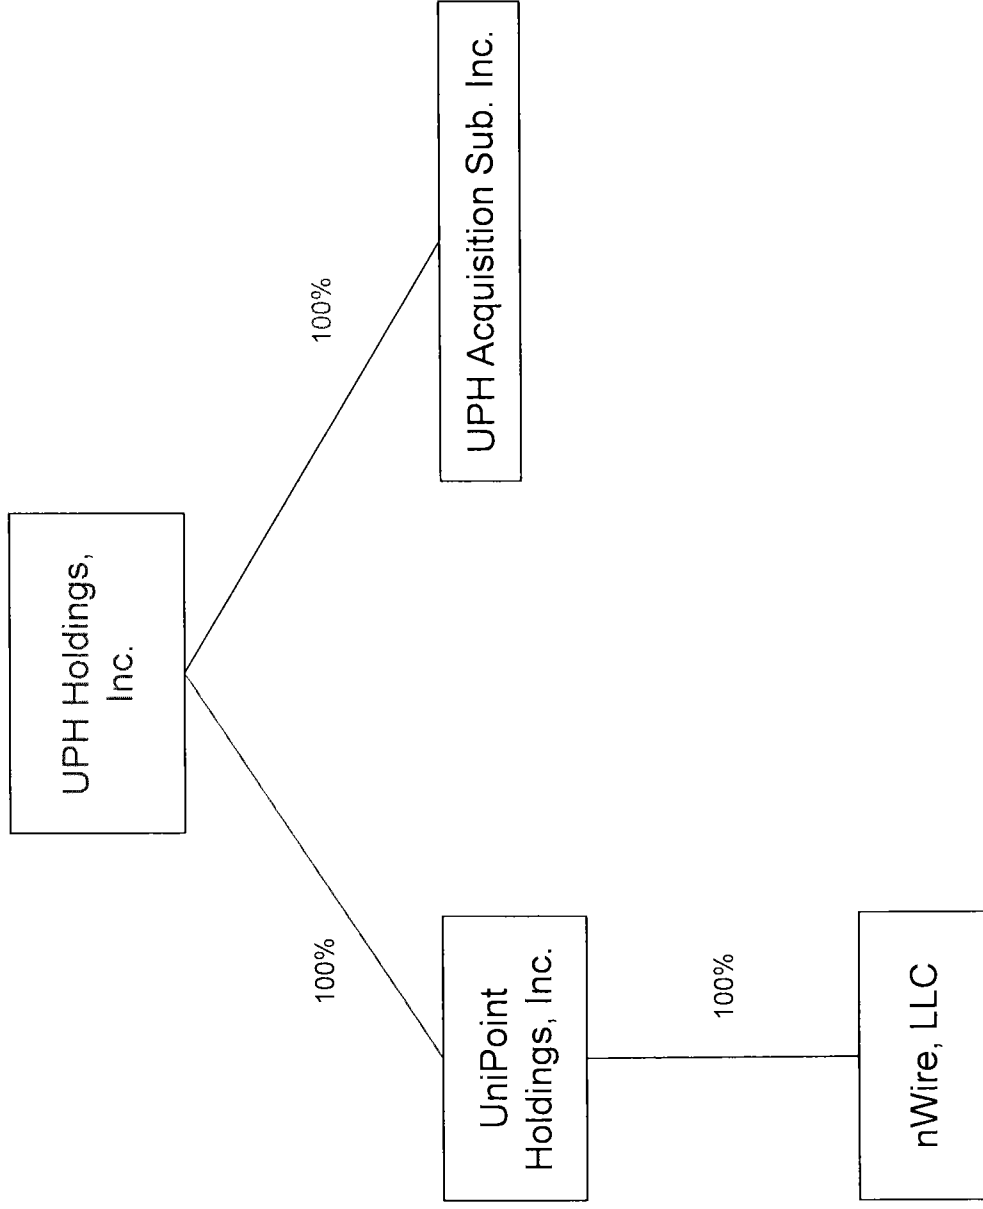 UPH Holdings,
Inc.
100%
100%
UniPoint
Holdings, Inc.
UPH Acquisition Sub. Inc.
100%
nWire, LLC